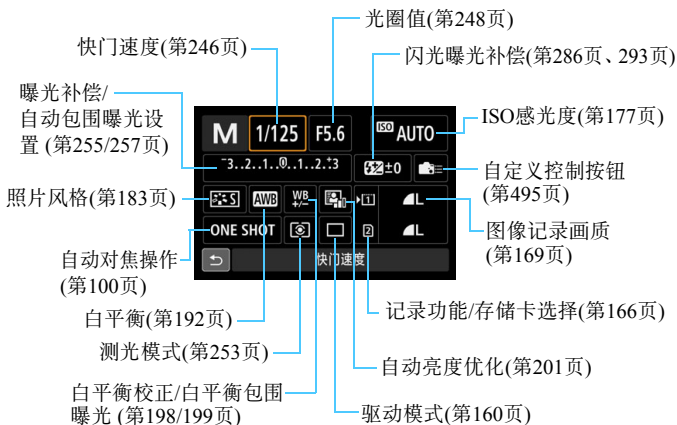 光圈值(第248页)
快门速度(第246页)
闪光曝光补偿(第286页、293页)
曝光补偿/
自动包围曝光设
置 (第255/257页)
ISO感光度(第177页)
M 1/125 F5.6 ISO AUTO
-3..2..1..0..1..2.+3 ±0
自定义控制按钮
(第495页)
照片风格(第183页)
S AWB WB +/- 1 L
图像记录画质
(第169页)
ONE SHOT 2 L
快门速度
自动对焦操作
(第100页)
白平衡(第192页)
记录功能/存储卡选择(第166页)
测光模式(第253页)
自动亮度优化(第201页)
白平衡校正/白平衡包围
曝光 (第198/199页)
驱动模式(第160页)